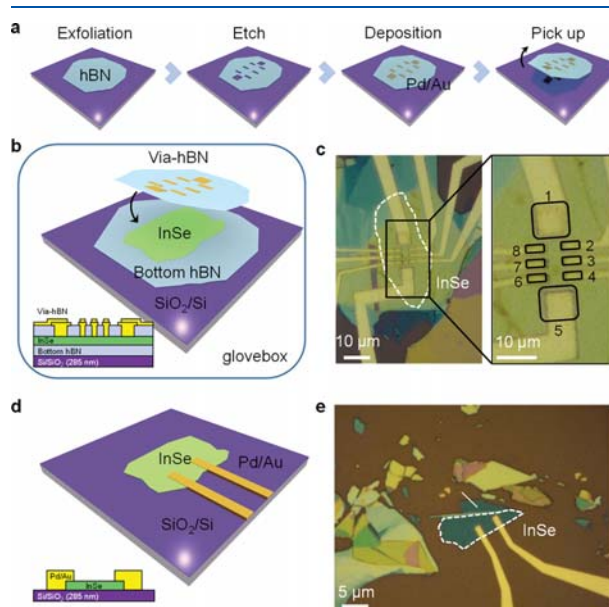 a
Exfoliation
Etch
Deposition
Pick up
hBN
Pd/Au
b
Via-hBN
InSe
Bottom hBN
SiO2/Si
glovebox
Via-hBN
InSe
Bottom hBN
Si/SiO2 (285 nm)
c
InSe
10 μm
1
8
2
7
3
6
4
5
10 μm
d
InSe
Pd/Au
SiO2/Si
Pd/Au
InSe
Si/SiO2 (285 nm)
e
InSe
5 μm